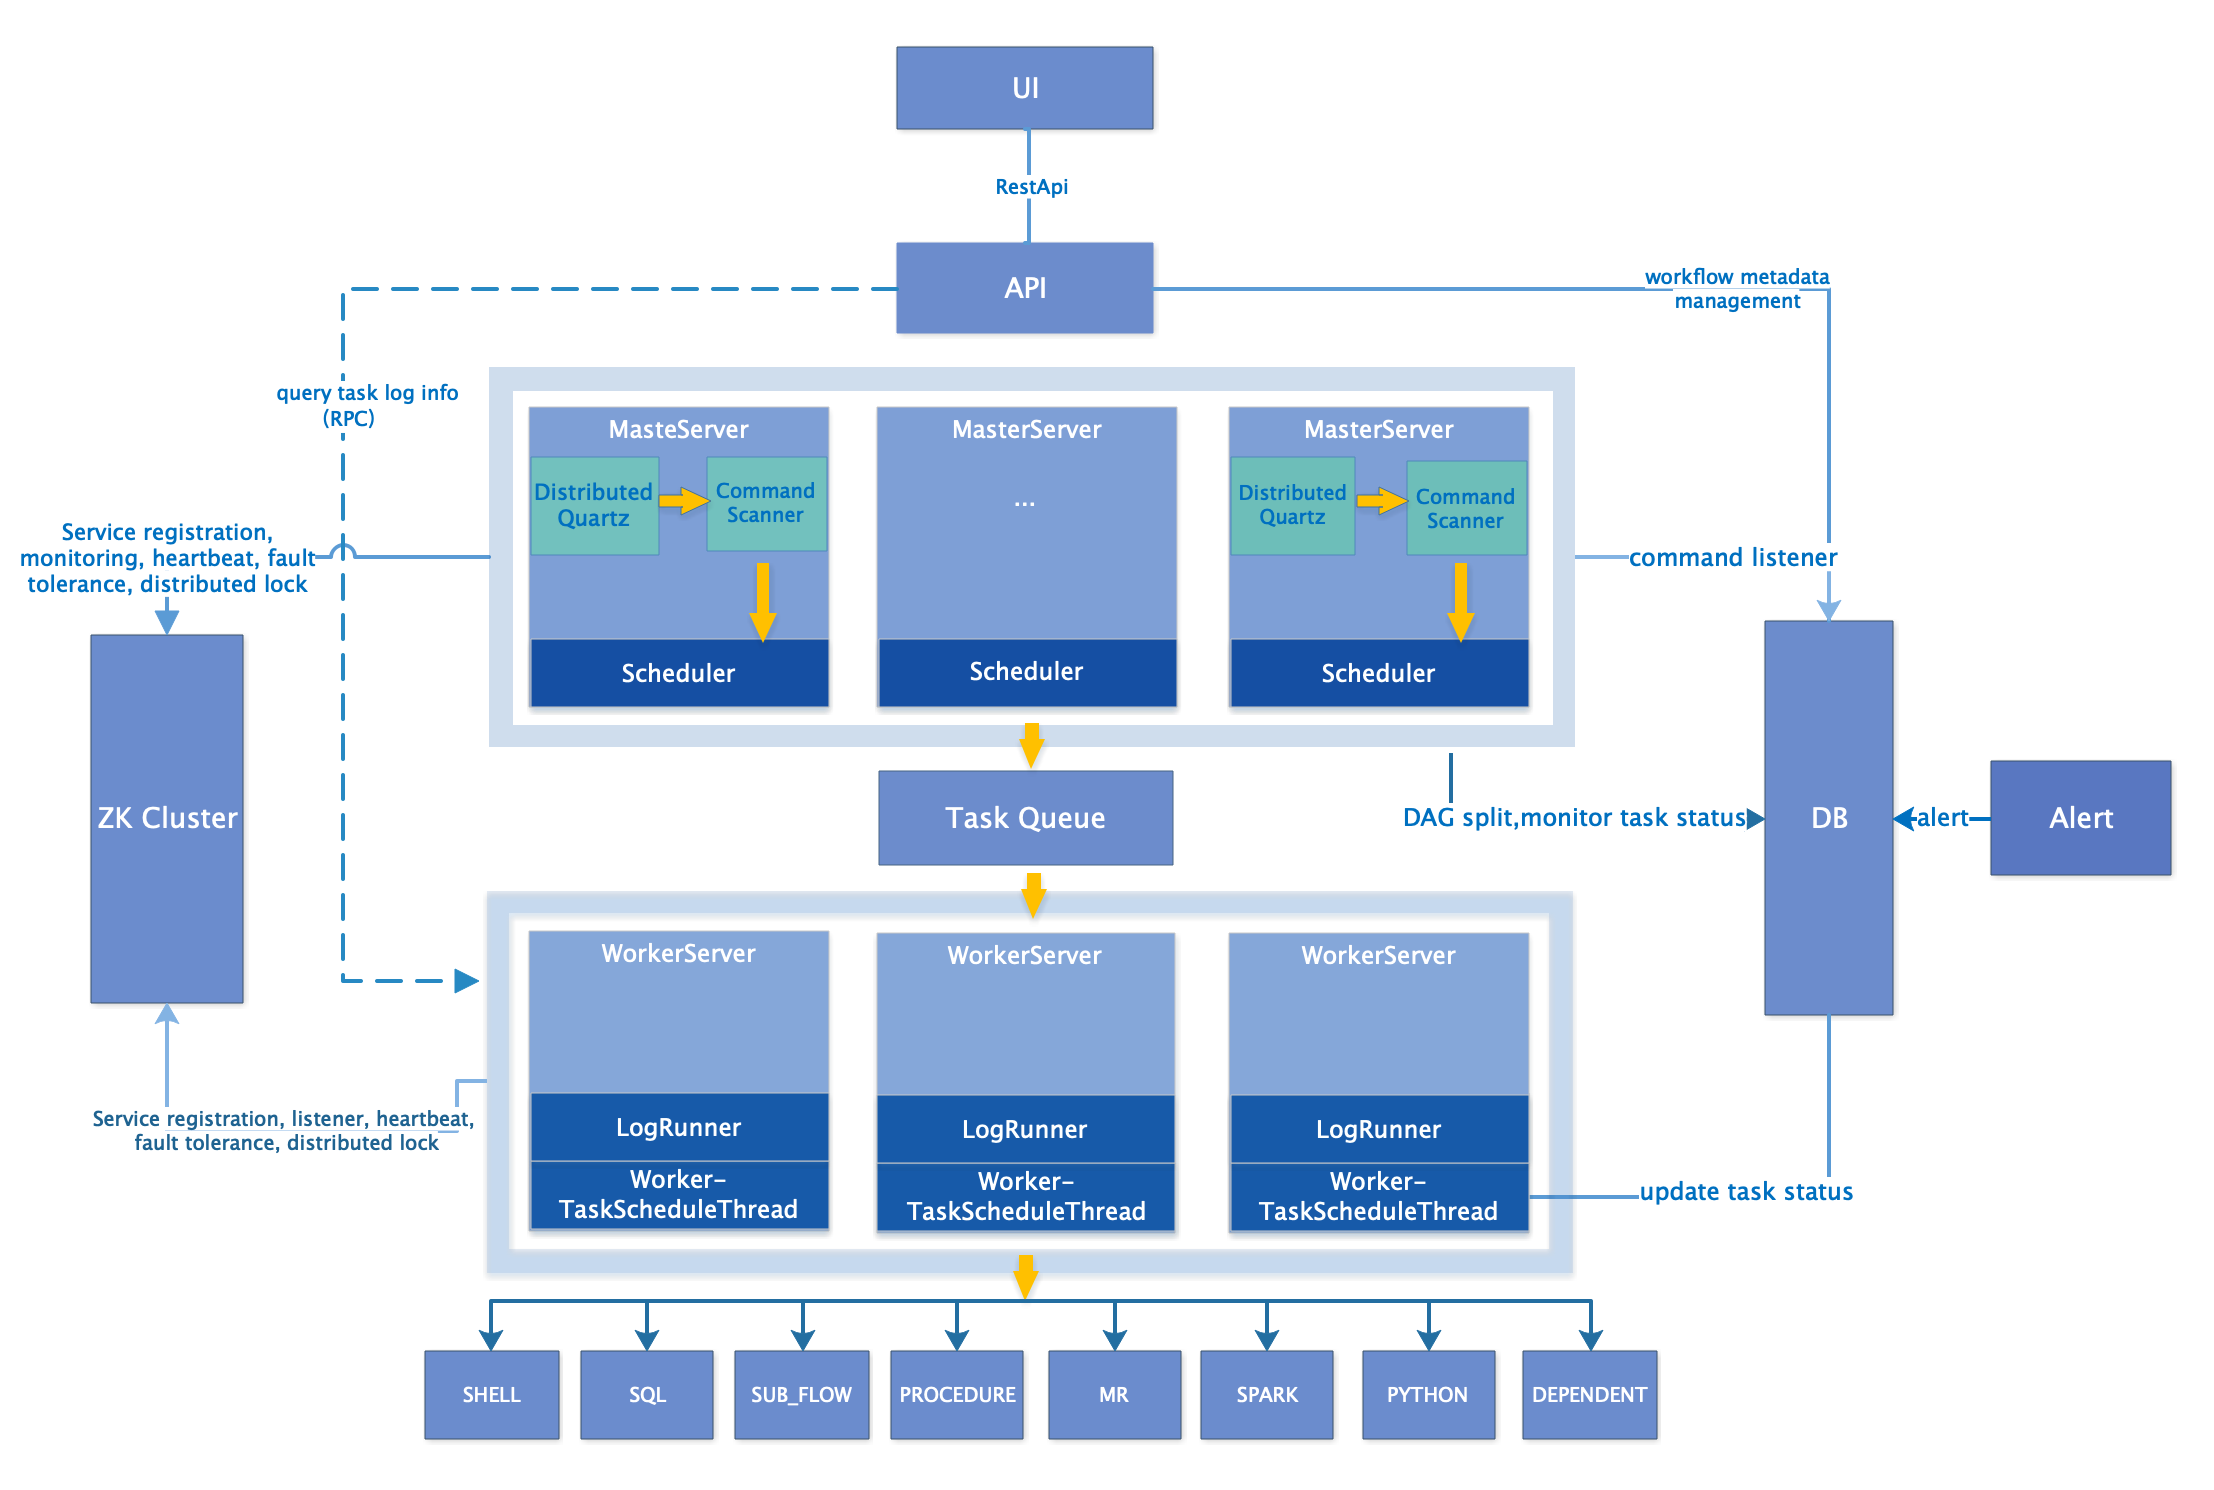 UI
RestApi
API
workflow metadata
management
query task log info
(RPC)
MasteServer
Distributed
Quartz
Command
Scanner
Scheduler
MasterServer
...
Scheduler
MasterServer
Distributed
Quartz
Command
Scanner
Scheduler
Service registration,
monitoring, heartbeat, fault
tolerance, distributed lock
command listener
ZK Cluster
Task Queue
DAG split,monitor task status
DB
alert
Alert
WorkerServer
LogRunner
Worker-
TaskScheduleThread
WorkerServer
LogRunner
Worker-
TaskScheduleThread
WorkerServer
LogRunner
Worker-
TaskScheduleThread
Service registration, listener, heartbeat,
fault tolerance, distributed lock
update task status
SHELL
SQL
SUB_FLOW
PROCEDURE
MR
SPARK
PYTHON
DEPENDENT